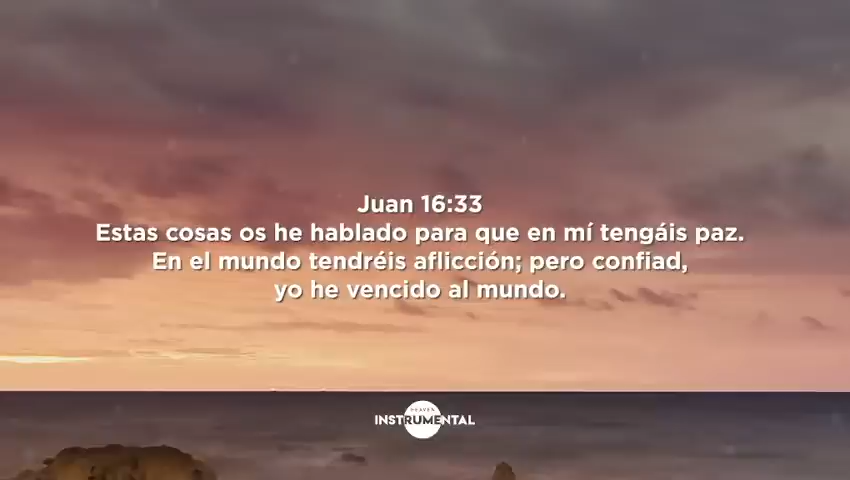 Juan 16:33
Estas cosas os he hablado para que en mí tengáis paz.
En el mundo tendréis aflicción; pero confiad,
yo he vencido al mundo.
HEAVEN
INSTRUMENTAL